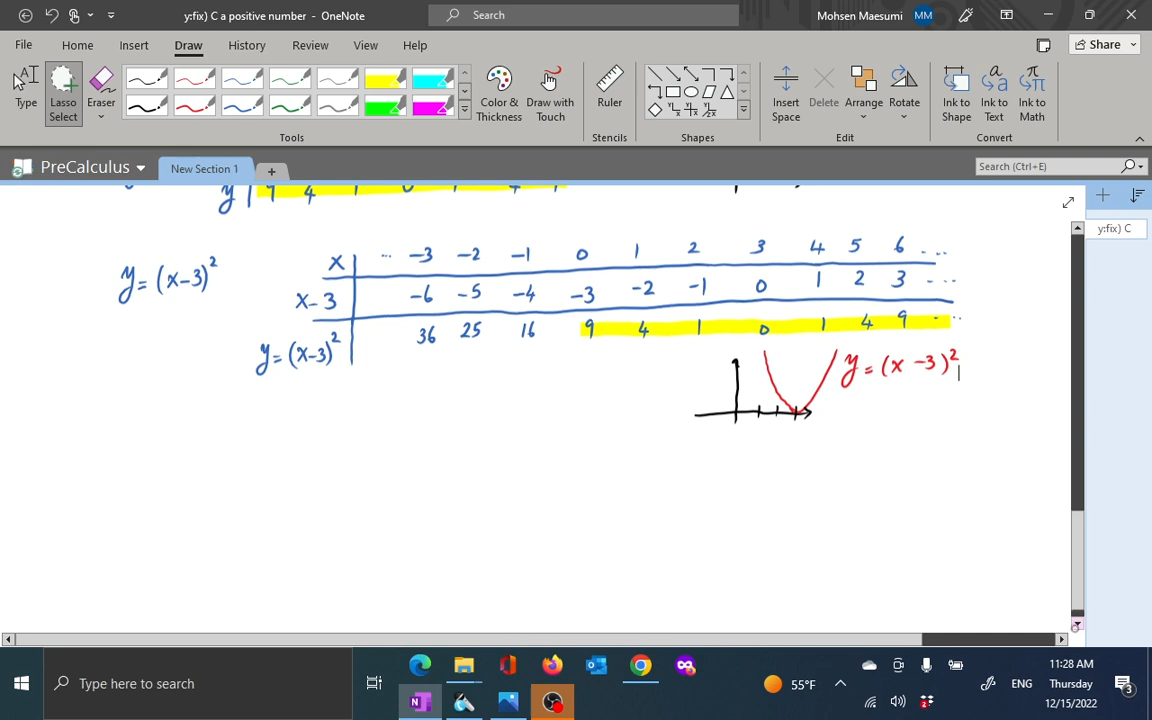 y:fix) C a positive number - OneNote
Search
Mohsen Maesumi MM
File Home Insert Draw History Review View Help
Share
Type
Lasso Select
Eraser
Color & Thickness
Draw with Touch
Ruler
Insert Space
Delete
Arrange
Rotate
Ink to Shape
Ink to Text
Ink to Math
Tools Stencils Shapes Edit Convert
PreCalculus
New Section 1
Search (Ctrl+E)
y:fix) C
y
x ... -3 -2 -1 0 1 2 3 4 5 6 ...
y = (x-3)²
x-3 -6 -5 -4 -3 -2 -1 0 1 2 3 ...
y = (x-3)² 36 25 16 9 4 1 0 1 4 9 ...
y = (x-3)²
Type here to search
55°F
ENG
11:28 AM
Thursday
12/15/2022
3